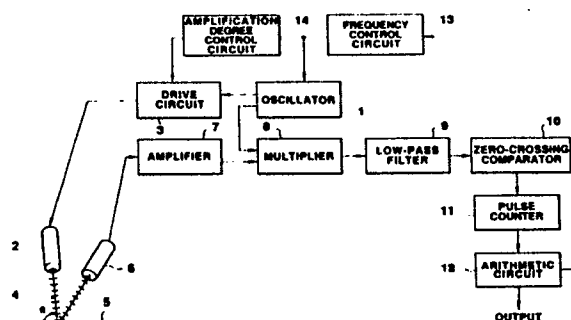 AMPLIFICATION
DEGREE
CONTROL
CIRCUIT
14
FREQUENCY
CONTROL
CIRCUIT
13
DRIVE
CIRCUIT
3
OSCILLATOR
1
7
AMPLIFIER
8
MULTIPLIER
9
LOW-PASS
FILTER
10
ZERO-CROSSING
COMPARATOR
11
PULSE
COUNTER
2
6
12
ARITHMETIC
CIRCUIT
4
5
OUTPUT